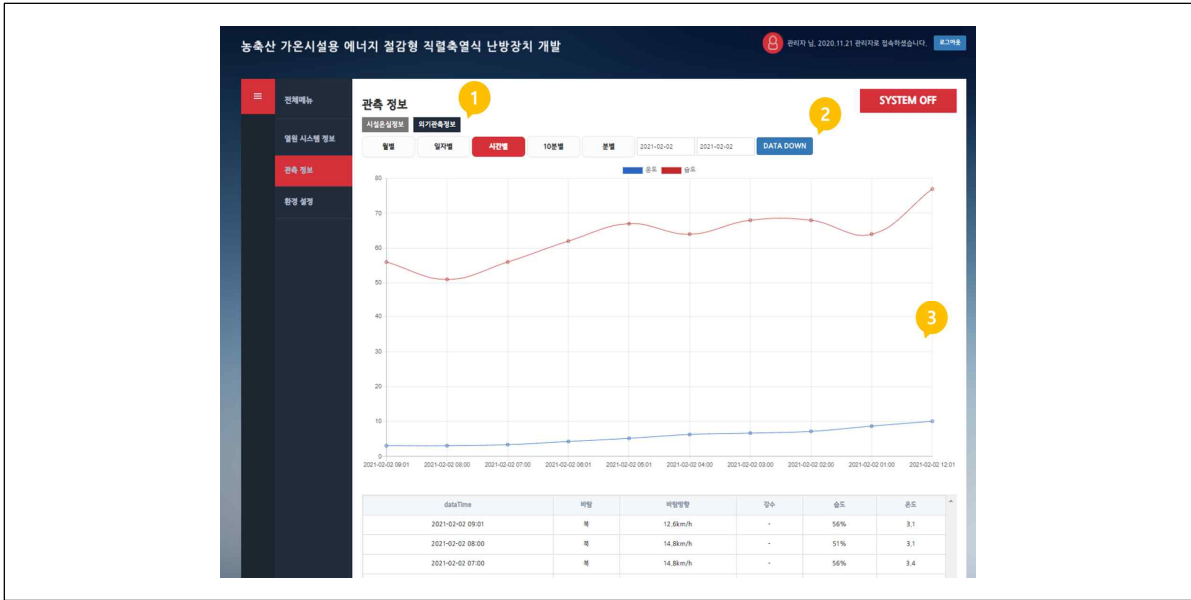 농축산 가온시설용 에너지 절감형 직렬축열식 난방장치 개발
관리자 님, 2020.11.21 관리자로 접속하셨습니다. 로그아웃
전체메뉴
열원 시스템 정보
관측 정보
환경 설정
관측 정보
1
2
SYSTEM OFF
시설온실정보 외기관측정보
월별 일자별 시간별 10분별 분별 2021-02-02 2021-02-02 DATA DOWN
온도 습도
80
70
60
50
40
3
30
20
10
0
2021-02-02 09:01 2021-02-02 08:00 2021-02-02 07:00 2021-02-02 06:01 2021-02-02 05:01 2021-02-02 04:00 2021-02-02 03:00 2021-02-02 02:00 2021-02-02 01:00 2021-02-02 12:01
dataTime 바람 바람방향 강수 습도 온도
2021-02-02 09:01 북 12.6km/h - 56% 3.1
2021-02-02 08:00 북 14.8km/h - 51% 3.1
2021-02-02 07:00 북 14.8km/h - 56% 3.4